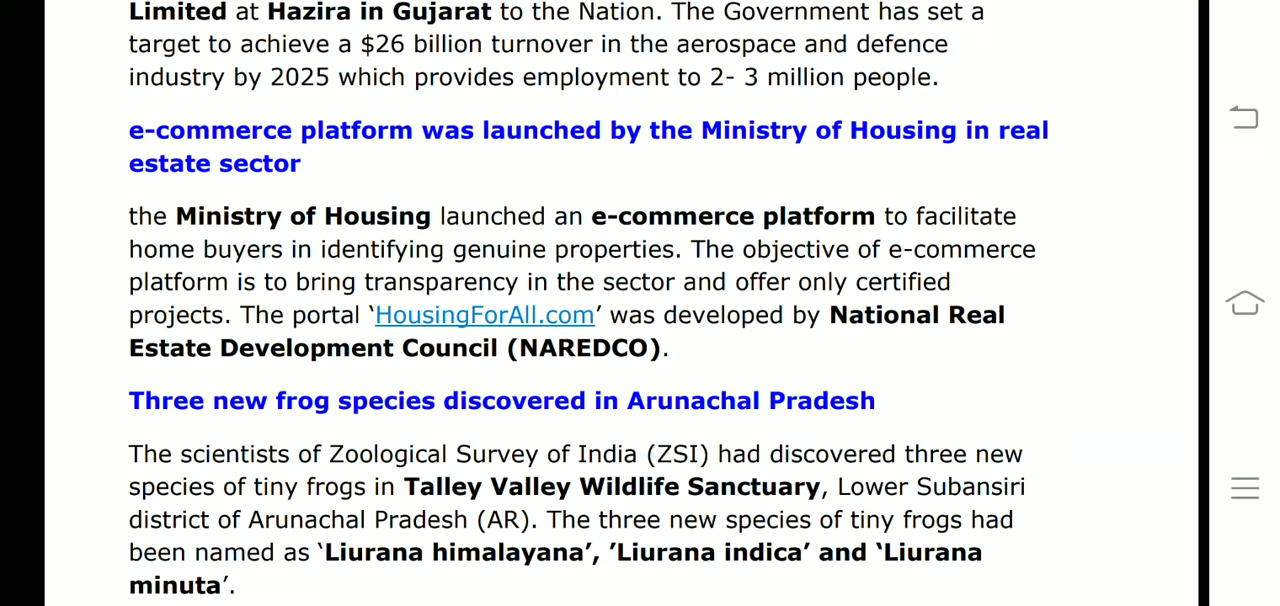 Limited at Hazira in Gujarat to the Nation. The Government has set a
target to achieve a $26 billion turnover in the aerospace and defence
industry by 2025 which provides employment to 2- 3 million people.
e-commerce platform was launched by the Ministry of Housing in real
estate sector
the Ministry of Housing launched an e-commerce platform to facilitate
home buyers in identifying genuine properties. The objective of e-commerce
platform is to bring transparency in the sector and offer only certified
projects. The portal ‘HousingForAll.com’ was developed by National Real
Estate Development Council (NAREDCO).
Three new frog species discovered in Arunachal Pradesh
The scientists of Zoological Survey of India (ZSI) had discovered three new
species of tiny frogs in Talley Valley Wildlife Sanctuary, Lower Subansiri
district of Arunachal Pradesh (AR). The three new species of tiny frogs had
been named as ‘Liurana himalayana’, ’Liurana indica’ and ‘Liurana
minuta’.